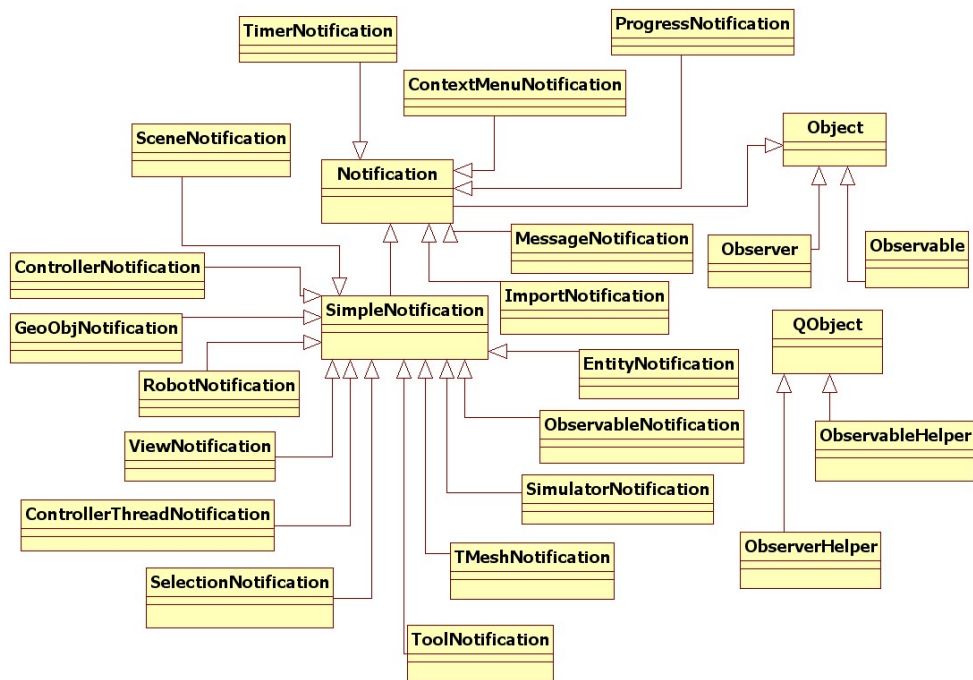 TimerNotification
ProgressNotification
ContextMenuNotification
SceneNotification
Object
Notification
MessageNotification
Observer
Observable
ControllerNotification
ImportNotification
SimpleNotification
GeoObjNotification
QObject
EntityNotification
RobotNotification
ObservableNotification
ObservableHelper
ViewNotification
SimulatorNotification
ControllerThreadNotification
ObserverHelper
TMeshNotification
SelectionNotification
ToolNotification